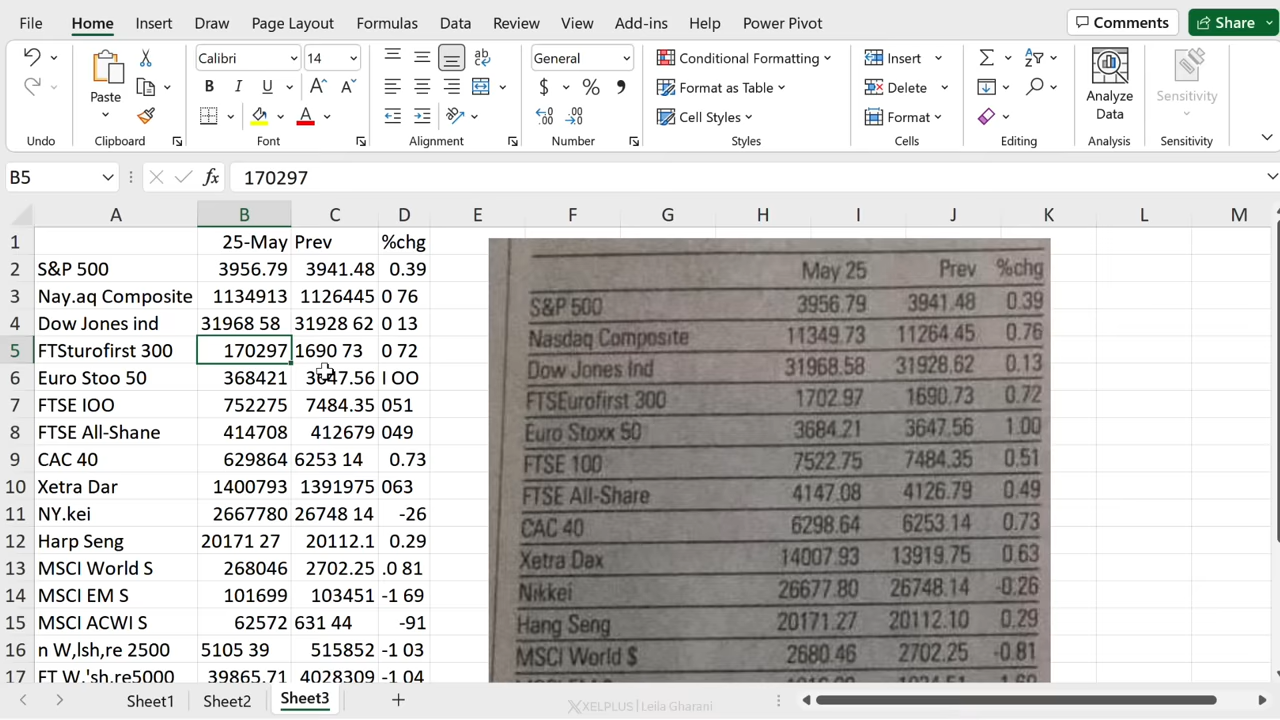 File Home Insert Draw Page Layout Formulas Data Review View Add-ins Help Power Pivot Comments Share
Calibri 14 General Conditional Formatting Insert
Paste B I U $ % Format as Table Delete Analyze Data Sensitivity
Cell Styles Format
Undo Clipboard Font Alignment Number Styles Cells Editing Analysis Sensitivity
B5 fx 170297
A B C D E F G H I J K L M
1 25-May Prev %chg
2 S&P 500 3956.79 3941.48 0.39
3 Nay.aq Composite 1134913 1126445 0 76
4 Dow Jones ind 31968 58 31928 62 0 13
5 FTSturofirst 300 170297 1690 73 0 72
6 Euro Stoo 50 368421 3647.56 I OO
7 FTSE IOO 752275 7484.35 051
8 FTSE All-Shane 414708 412679 049
9 CAC 40 629864 6253 14 0.73
10 Xetra Dar 1400793 1391975 063
11 NY.kei 2667780 26748 14 -26
12 Harp Seng 20171 27 20112.1 0.29
13 MSCI World S 268046 2702.25 .0 81
14 MSCI EM S 101699 103451 -1 69
15 MSCI ACWI S 62572 631 44 -91
16 n W,lsh,re 2500 5105 39 515852 -1 03
17 FT W.'sh.re5000 39865.71 4028309 -1 04
May 25 Prev %chg
S&P 500 3956.79 3941.48 0.39
Nasdaq Composite 11349.73 11264.45 0.76
Dow Jones Ind 31968.58 31928.62 0.13
FTSEurofirst 300 1702.97 1690.73 0.72
Euro Stoxx 50 3684.21 3647.56 1.00
FTSE 100 7522.75 7484.35 0.51
FTSE All-Share 4147.08 4126.79 0.49
CAC 40 6298.64 6253.14 0.73
Xetra Dax 14007.93 13919.75 0.63
Nikkei 26677.80 26748.14 -0.26
Hang Seng 20171.27 20112.10 0.29
MSCI World $ 2680.46 2702.25 -0.81
Sheet1 Sheet2 Sheet3
XELPLUS | Leila Gharani